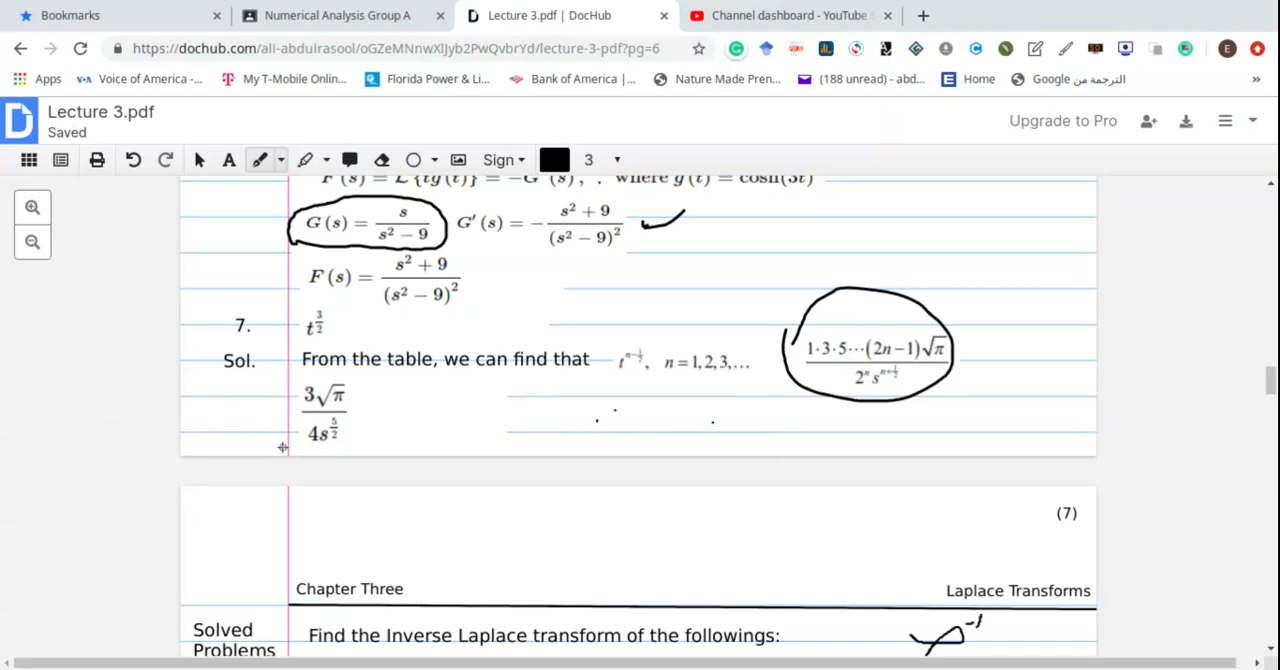 Bookmarks
Numerical Analysis Group A
Lecture 3.pdf | DocHub
Channel dashboard - YouTube
https://dochub.com/ali-abdulrasool/oGZeMNnwXlJyb2PwQvbrYd/lecture-3-pdf?pg=6
E
Apps
Voice of America -...
My T-Mobile Onlin...
Florida Power & Li...
Bank of America |...
Nature Made Pren...
(188 unread) - abd...
Home
الترجمة من Google
»
Lecture 3.pdf
Saved
Upgrade to Pro
A
Sign
3
F (s) = L {tg (t)} = −G′ (s), . where g (t) = cosh(3t)
G (s) = s/(s² − 9) G′ (s) = − (s² + 9)/(s² − 9)²
F (s) = (s² + 9)/(s² − 9)²
7. t^(3/2)
Sol. From the table, we can find that t^(n−1/2), n = 1,2,3,... (1·3·5···(2n−1)√π)/(2ⁿ s^(n+1/2))
3√π/(4s^(5/2))
(7)
Chapter Three Laplace Transforms
Solved Problems
Find the Inverse Laplace transform of the followings:
-1